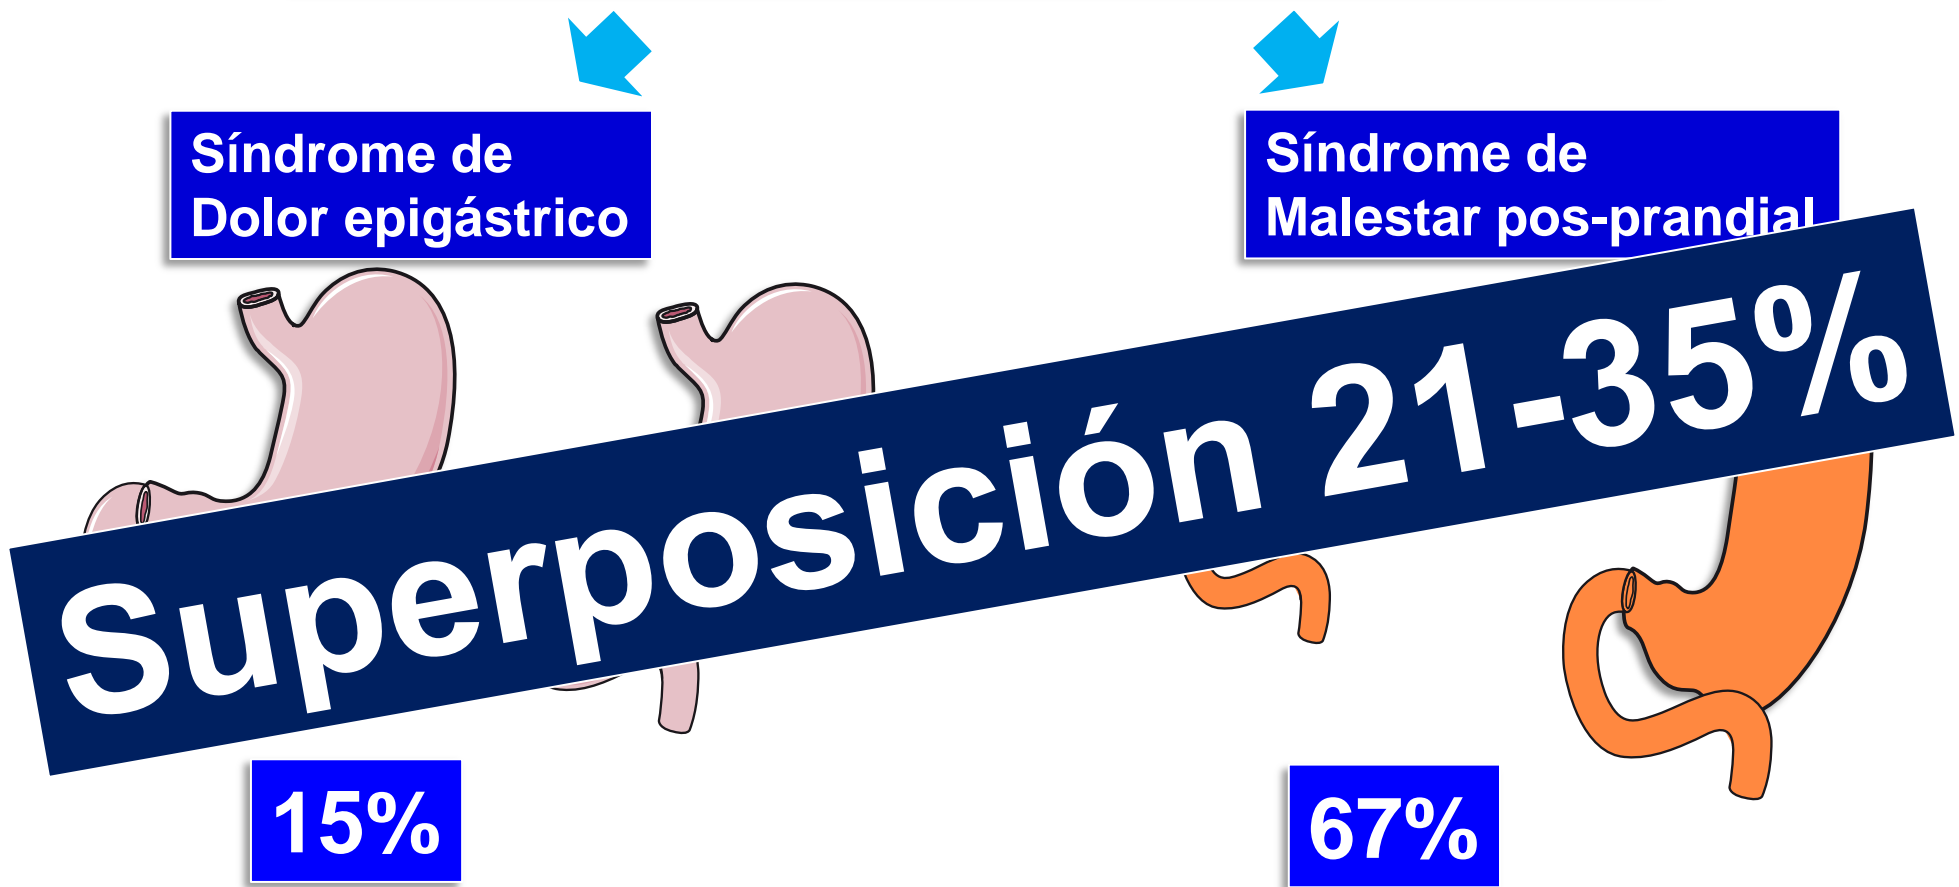 Síndrome de
Dolor epigástrico
Síndrome de
Malestar pos-prandial
Superposición 21-35%
15%
67%